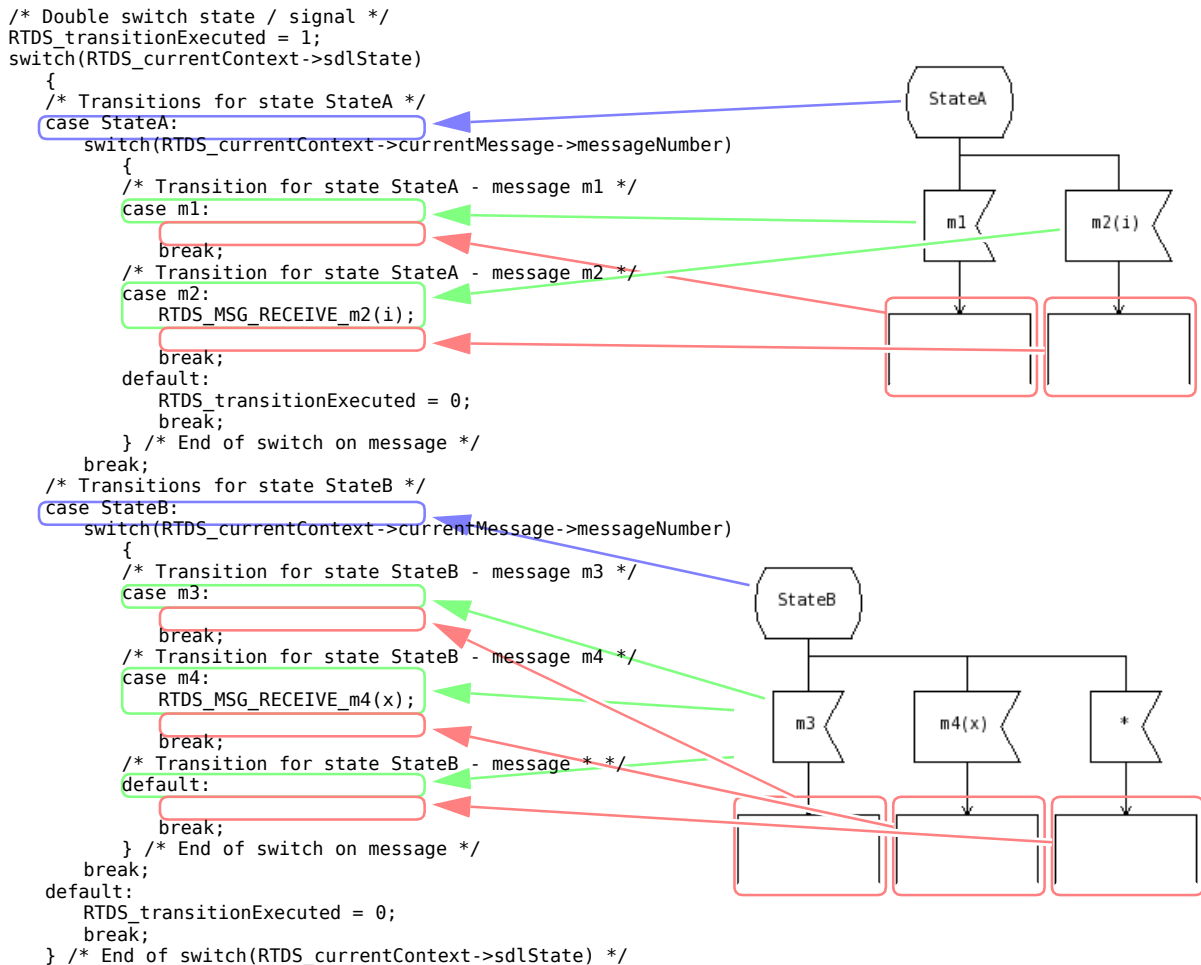 /* Double switch state / signal */
RTDS_transitionExecuted = 1;
switch(RTDS_currentContext->sdlState)
{
/* Transitions for state StateA */
case StateA:
switch(RTDS_currentContext->currentMessage->messageNumber)
{
/* Transition for state StateA - message m1 */
case m1:
break;
/* Transition for state StateA - message m2 */
case m2:
RTDS_MSG_RECEIVE_m2(i);
break;
default:
RTDS_transitionExecuted = 0;
break;
} /* End of switch on message */
break;
/* Transitions for state StateB */
case StateB:
switch(RTDS_currentContext->currentMessage->messageNumber)
{
/* Transition for state StateB - message m3 */
case m3:
break;
/* Transition for state StateB - message m4 */
case m4:
RTDS_MSG_RECEIVE_m4(x);
break;
/* Transition for state StateB - message * */
default:
break;
} /* End of switch on message */
break;
default:
RTDS_transitionExecuted = 0;
break;
} /* End of switch(RTDS_currentContext->sdlState) */
StateA
m1
m2(i)
StateB
m3
m4(x)
*